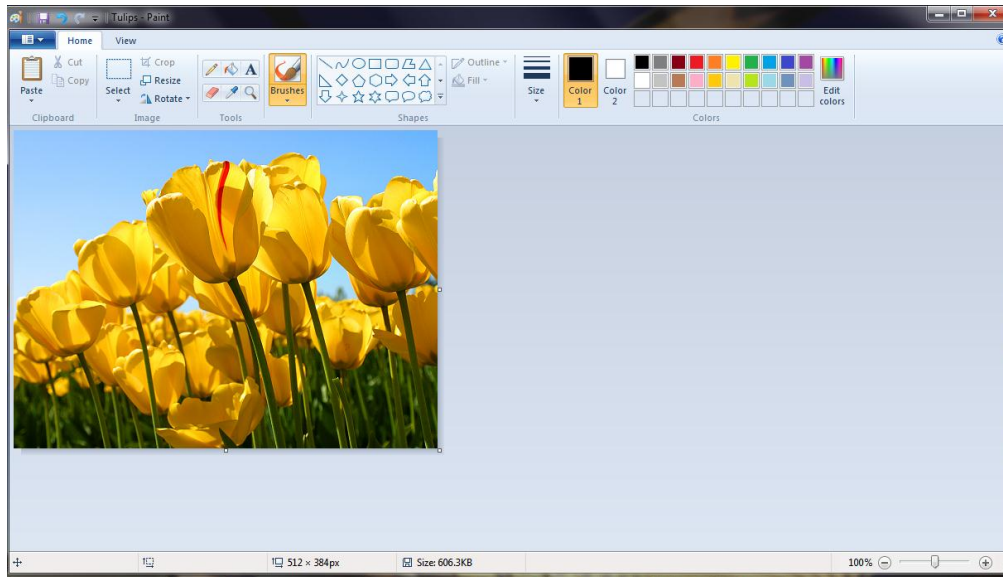 Tulips - Paint
Home View
Cut
Copy
Paste
Clipboard
Crop
Resize
Rotate
Select
Image
A
Tools
Brushes
Outline
Fill
Shapes
Size
Color
1
Color
2
Edit
colors
Colors
512 × 384px
Size: 606.3KB
100%